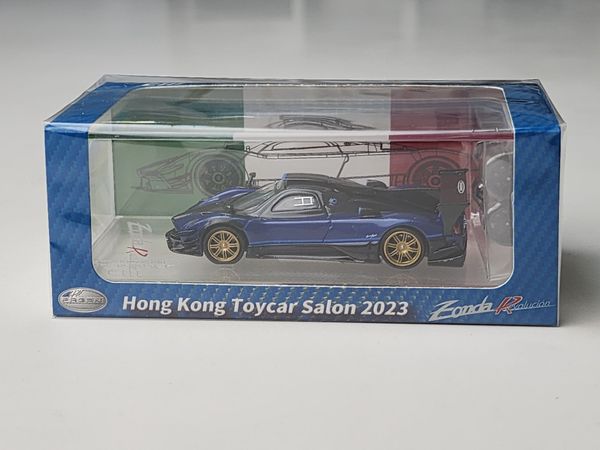 Hong Kong Toycar Salon 2023
Zonda Revolución